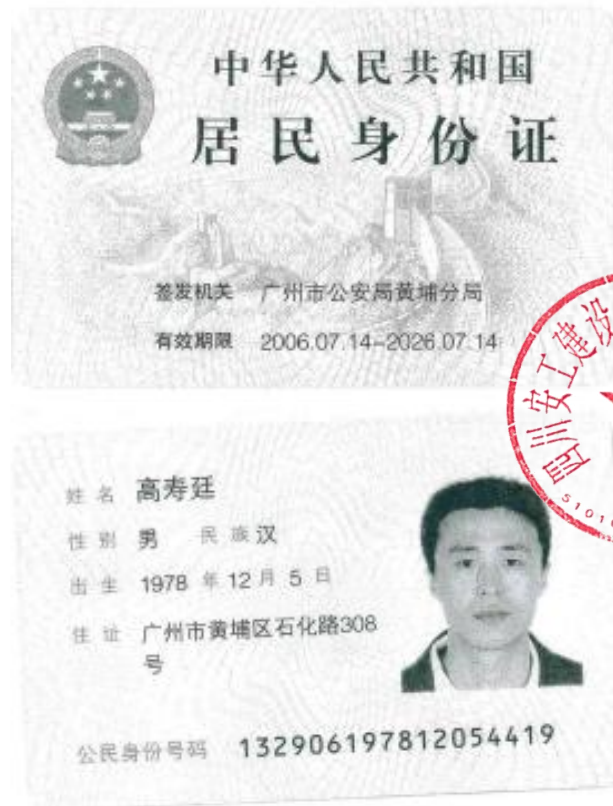 中华人民共和国
居民身份证
签发机关 广州市公安局黄埔分局
有效期限 2006.07.14-2026.07.14
四川安工建设
51010
姓名 高寿廷
性别 男 民族 汉
出生 1978 年 12 月 5 日
住址 广州市黄埔区石化路308
号
公民身份号码 132906197812054419